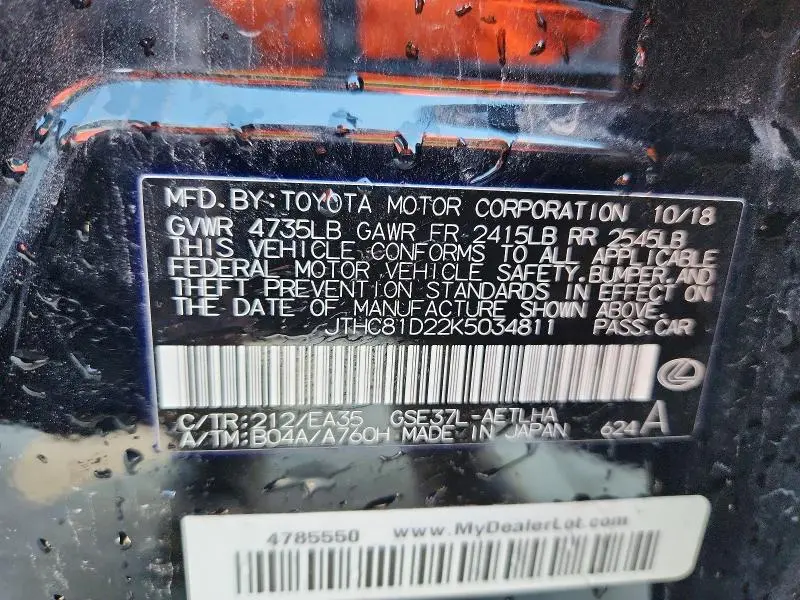 MFD. BY: TOYOTA MOTOR CORPORATION 10/18
GVWR 4735LB GAWR FR 2415LB RR 2545LB
THIS VEHICLE CONFORMS TO ALL APPLICABLE
FEDERAL MOTOR VEHICLE SAFETY, BUMPER, AND
THEFT PREVENTION STANDARDS IN EFFECT ON
THE DATE OF MANUFACTURE SHOWN ABOVE.
JTHC81D22K5034811 PASS. CAR
C/TR: 212/EA35 GSE37L-AETLHA
A/TM: B04A/A760H MADE IN JAPAN 624 A
4785550 www.MyDealerLot.com